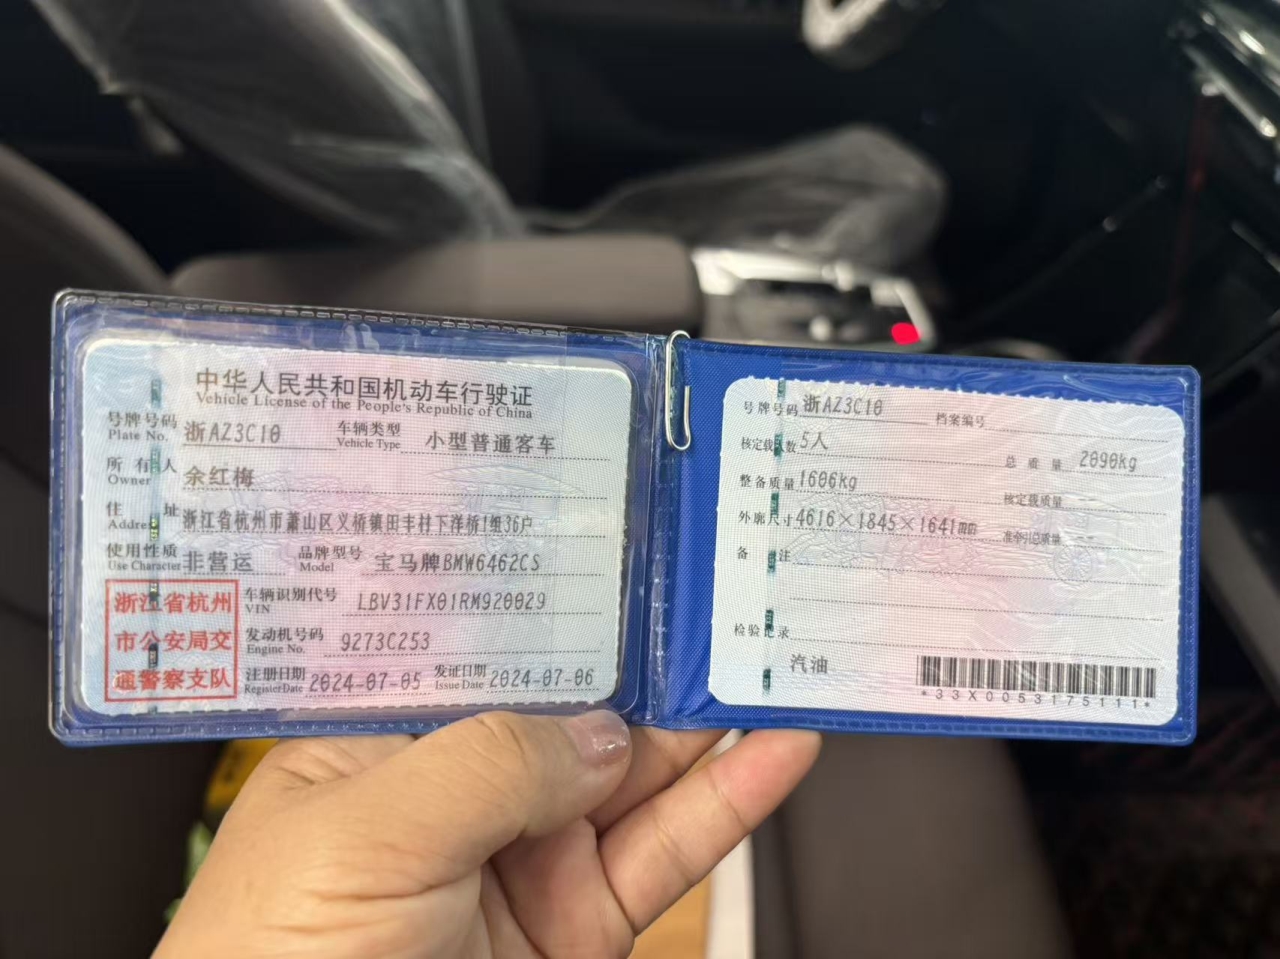 中华人民共和国机动车行驶证
Vehicle License of the People's Republic of China
号牌号码 浙AZ3C10 车辆类型 小型普通客车
Plate No. Vehicle Type
所有人 余红梅
Owner
住址 浙江省杭州市萧山区义桥镇田丰村下洋桥1组36户
Address
使用性质 非营运 品牌型号 宝马牌BMW6462CS
Use Character Model
浙江省杭州 车辆识别代号 LBV31FX01RM920029
VIN
市公安局交 发动机号码 9273C253
Engine No.
通警察支队 注册日期 2024-07-05 发证日期 2024-07-06
Register Date Issue Date
号牌号码 浙AZ3C10 档案编号
核定载人数 5人 总质量 2090kg
整备质量 1606kg 核定载质量 --
外廓尺寸 4616×1845×1641mm 准牵引总质量 --
备注
检验记录
汽油
*33X0053175111*